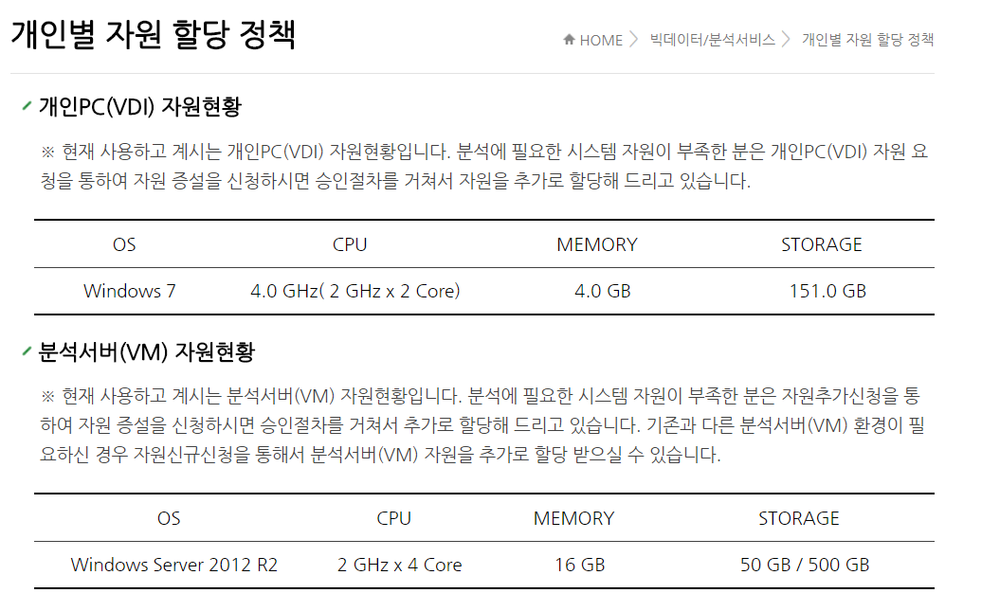 개인별 자원 할당 정책
HOME 빅데이터/분석서비스 개인별 자원 할당 정책
개인PC(VDI) 자원현황
※ 현재 사용하고 계시는 개인PC(VDI) 자원현황입니다. 분석에 필요한 시스템 자원이 부족한 분은 개인PC(VDI) 자원 요
청을 통하여 자원 증설을 신청하시면 승인절차를 거쳐서 자원을 추가로 할당해 드리고 있습니다.
OS CPU MEMORY STORAGE
Windows 7 4.0 GHz( 2 GHz x 2 Core) 4.0 GB 151.0 GB
분석서버(VM) 자원현황
※ 현재 사용하고 계시는 분석서버(VM) 자원현황입니다. 분석에 필요한 시스템 자원이 부족한 분은 자원추가신청을 통
하여 자원 증설을 신청하시면 승인절차를 거쳐서 추가로 할당해 드리고 있습니다. 기존과 다른 분석서버(VM) 환경이 필
요하신 경우 자원신규신청을 통해서 분석서버(VM) 자원을 추가로 할당 받으실 수 있습니다.
OS CPU MEMORY STORAGE
Windows Server 2012 R2 2 GHz x 4 Core 16 GB 50 GB / 500 GB